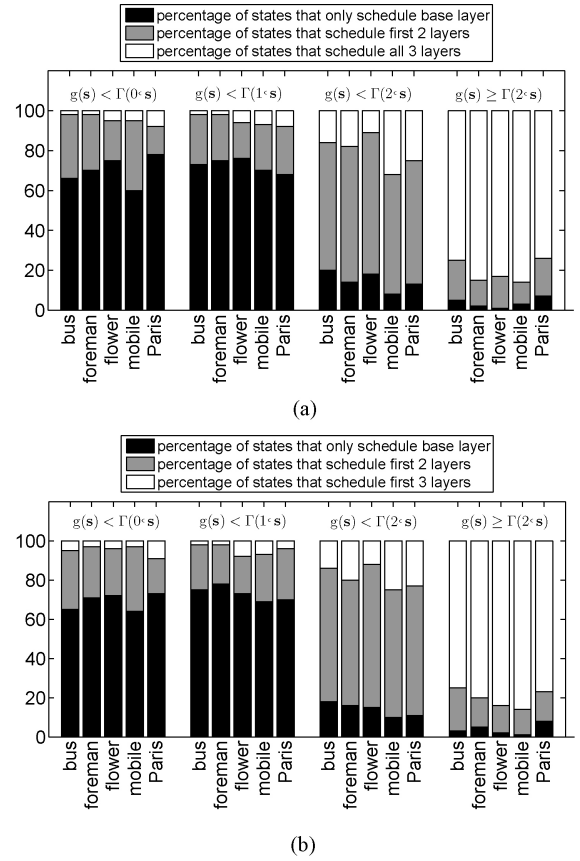 (a)
percentage of states that only schedule base layer
percentage of states that schedule first 2 layers
percentage of states that schedule all 3 layers
g(s) < Γ(0‘ s) g(s) < Γ(1‘ s) g(s) < Γ(2‘ s) g(s) ≥ Γ(2‘ s)
100
80
60
40
20
0
bus foreman flower mobile Paris bus foreman flower mobile Paris bus foreman flower mobile Paris bus foreman flower mobile Paris
(a)
percentage of states that only schedule base layer
percentage of states that schedule first 2 layers
percentage of states that schedule first 3 layers
g(s) < Γ(0‘ s) g(s) < Γ(1‘ s) g(s) < Γ(2‘ s) g(s) ≥ Γ(2‘ s)
100
80
60
40
20
0
bus foreman flower mobile Paris bus foreman flower mobile Paris bus foreman flower mobile Paris bus foreman flower mobile Paris
(b)